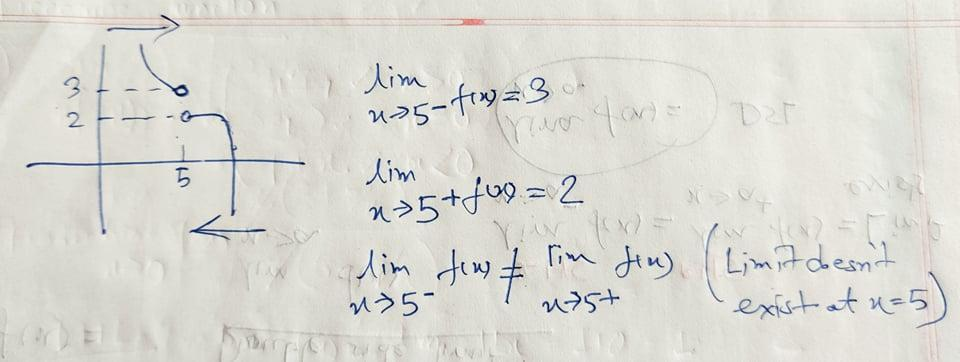 3
2
5
lim
x→5⁻ f(x) = 3
lim
x→5+ f(x) = 2
lim f(x) ≠ lim f(x) (Limit doesn't
x→5⁻ x→5+ exist at x=5)